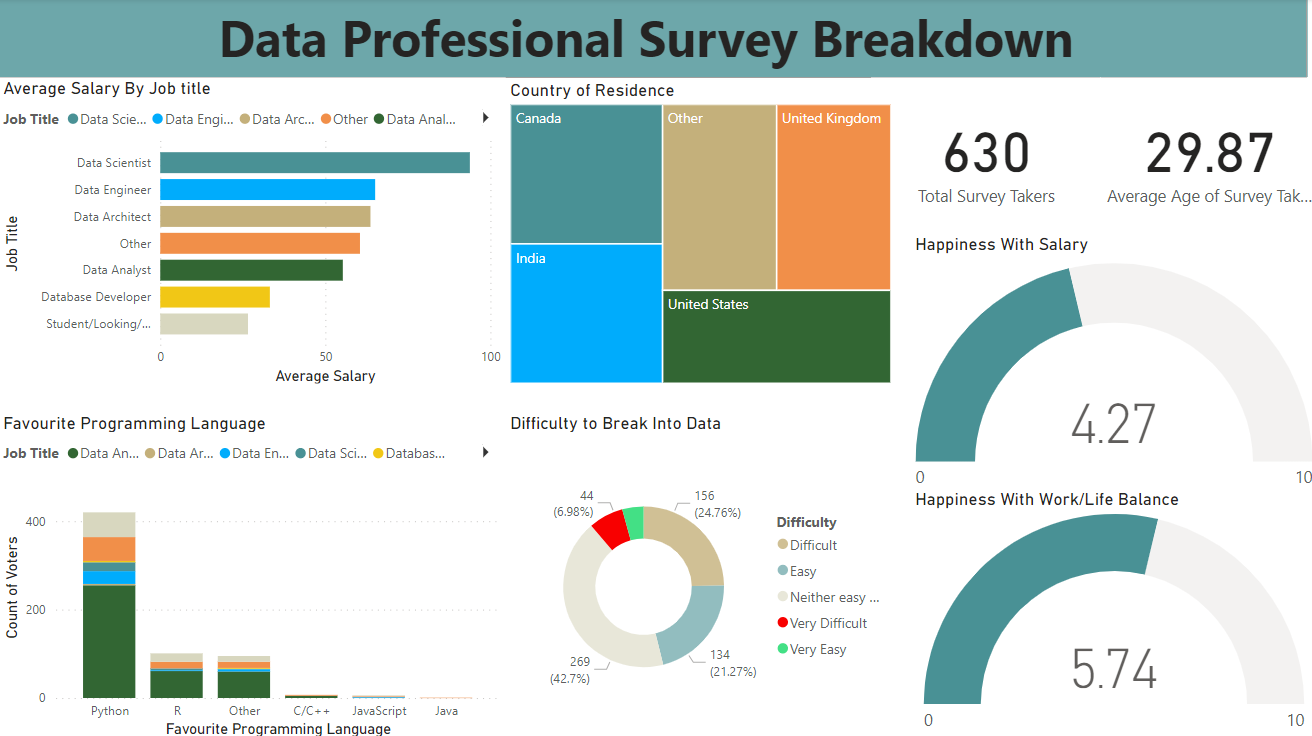 Data Professional Survey Breakdown
Average Salary By Job title
Job Title Data Scie... Data Engi... Data Arc... Other Data Anal...
Job Title
Data Scientist
Data Engineer
Data Architect
Other
Data Analyst
Database Developer
Student/Looking/...
0 50 100
Average Salary
Country of Residence
Canada
Other
United Kingdom
India
United States
630
Total Survey Takers
29.87
Average Age of Survey Tak...
Happiness With Salary
4.27
0 10
Favourite Programming Language
Job Title Data An... Data Ar... Data En... Data Sci... Databas...
Count of Voters
400
200
0
Python R Other C/C++ JavaScript Java
Favourite Programming Language
Difficulty to Break Into Data
44
(6.98%)
156
(24.76%)
269
(42.7%)
134
(21.27%)
Difficulty
Difficult
Easy
Neither easy ...
Very Difficult
Very Easy
Happiness With Work/Life Balance
5.74
0 10